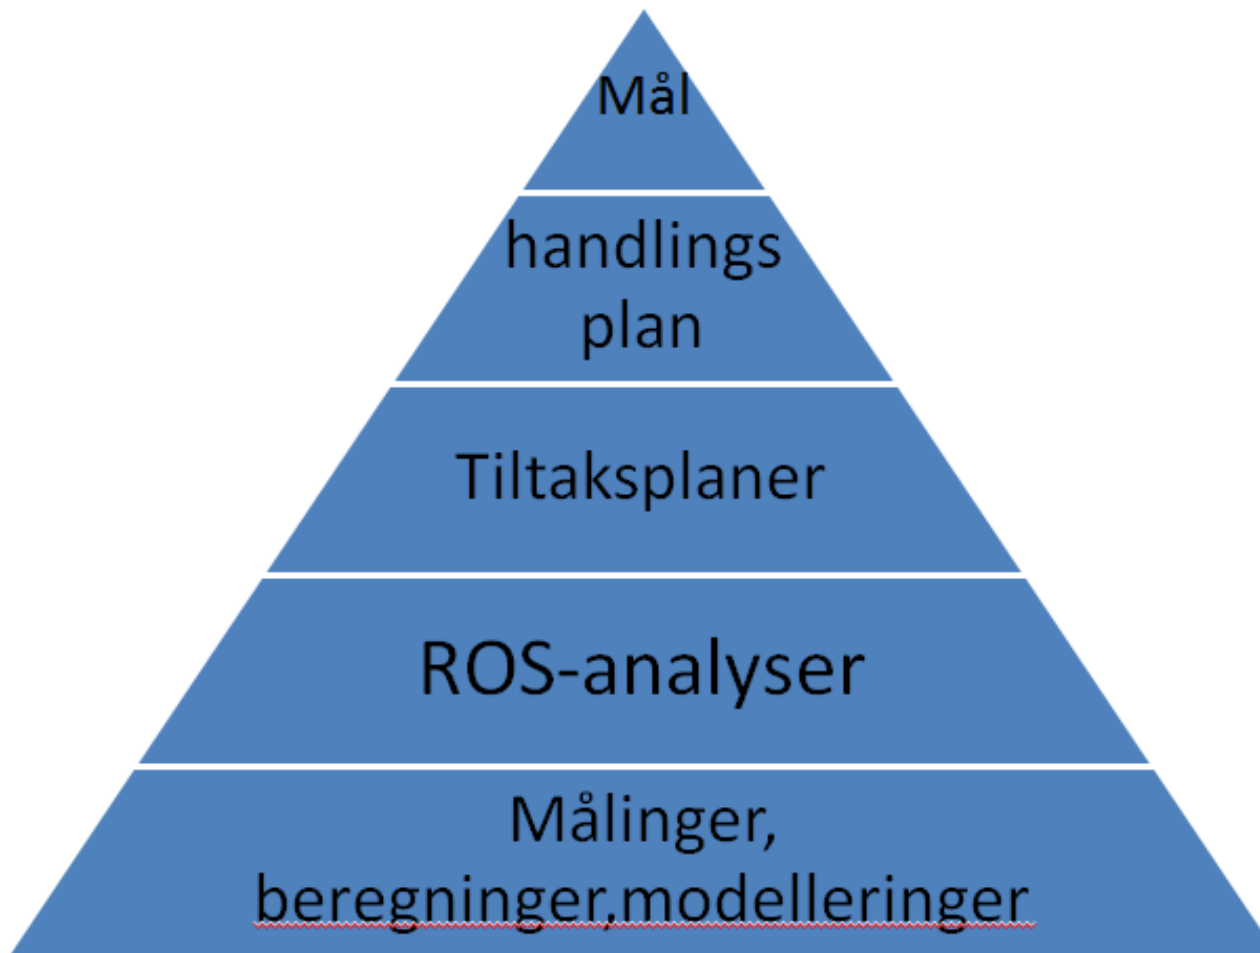 Mål
handlings
plan
Tiltaksplaner
ROS-analyser
Målinger,
beregninger,modelleringer